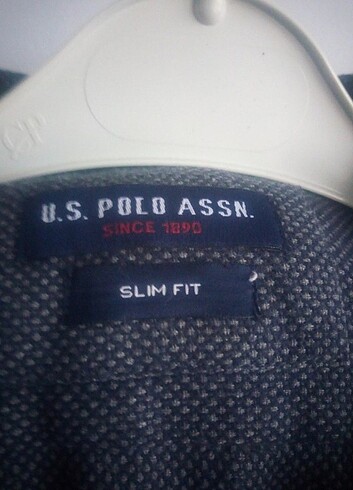 U.S. POLO ASSN.
SINCE 1890
SLIM FIT